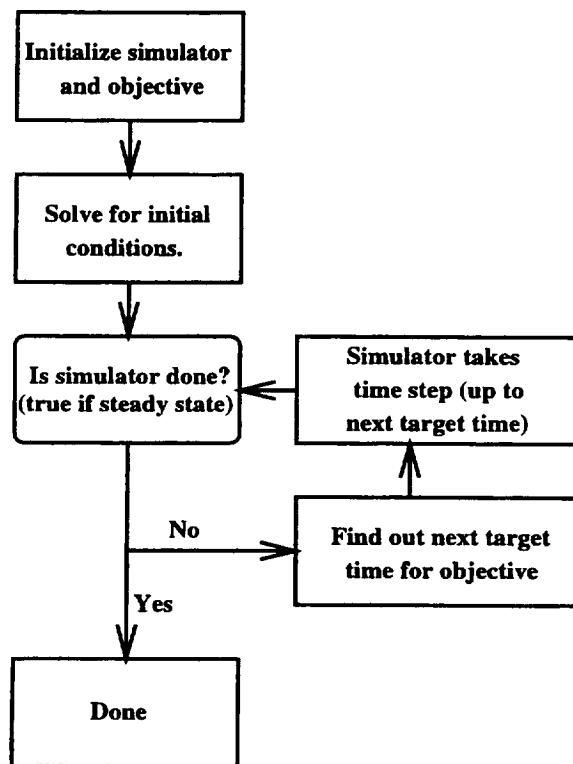 Initialize simulator
and objective
Solve for initial
conditions.
Is simulator done?
(true if steady state)
Simulator takes
time step (up to
next target time)
No
Find out next target
time for objective
Yes
Done